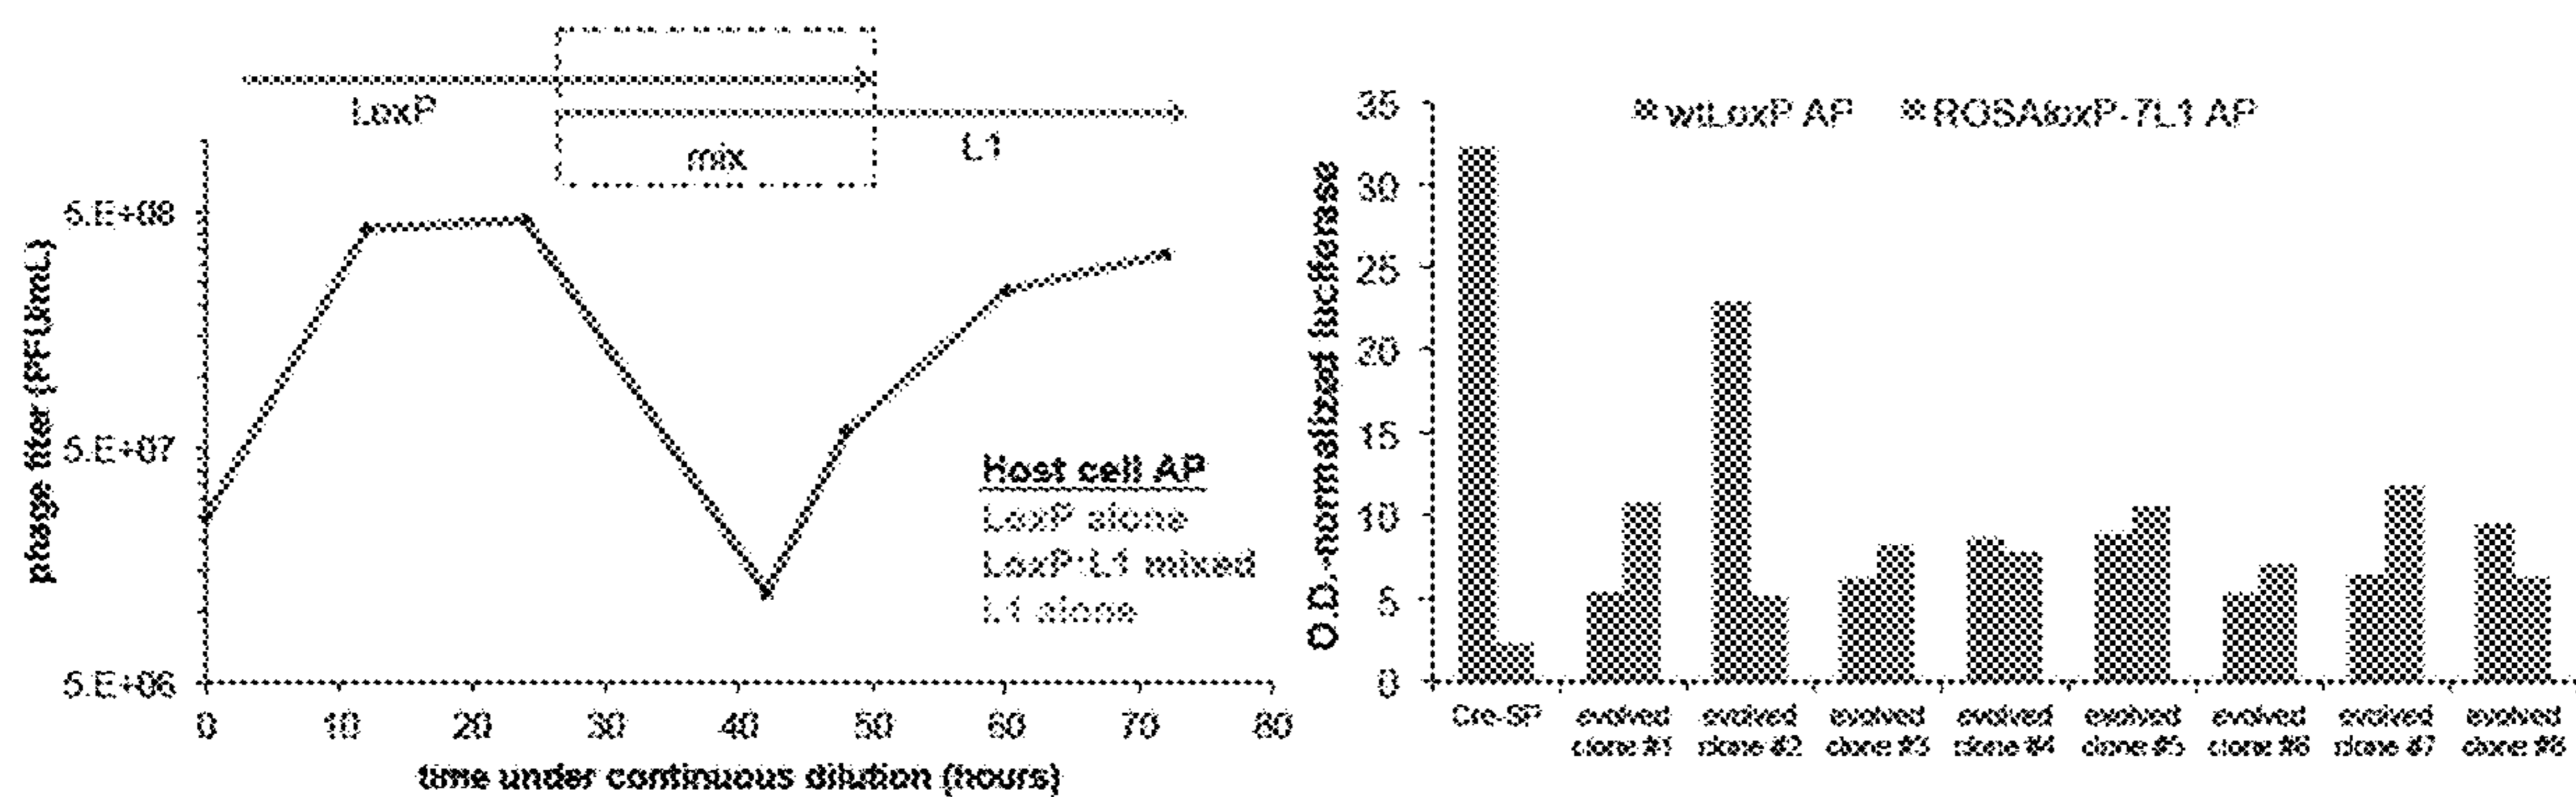 LoxP
mix
L1
phage titer (PFU/mL)
5.E+08
5.E+07
5.E+06
0 10 20 30 40 50 60 70 80
time under continuous dilution (hours)
Host cell AP
LoxP alone
LoxP:L1 mixed
L1 alone
wtLoxP AP ROSAloxP-7L1 AP
O.D.-normalized luciferase
35
30
25
20
15
10
5
0
Cre-SP evolved evolved evolved evolved evolved evolved evolved evolved
clone #1 clone #2 clone #3 clone #4 clone #5 clone #6 clone #7 clone #8